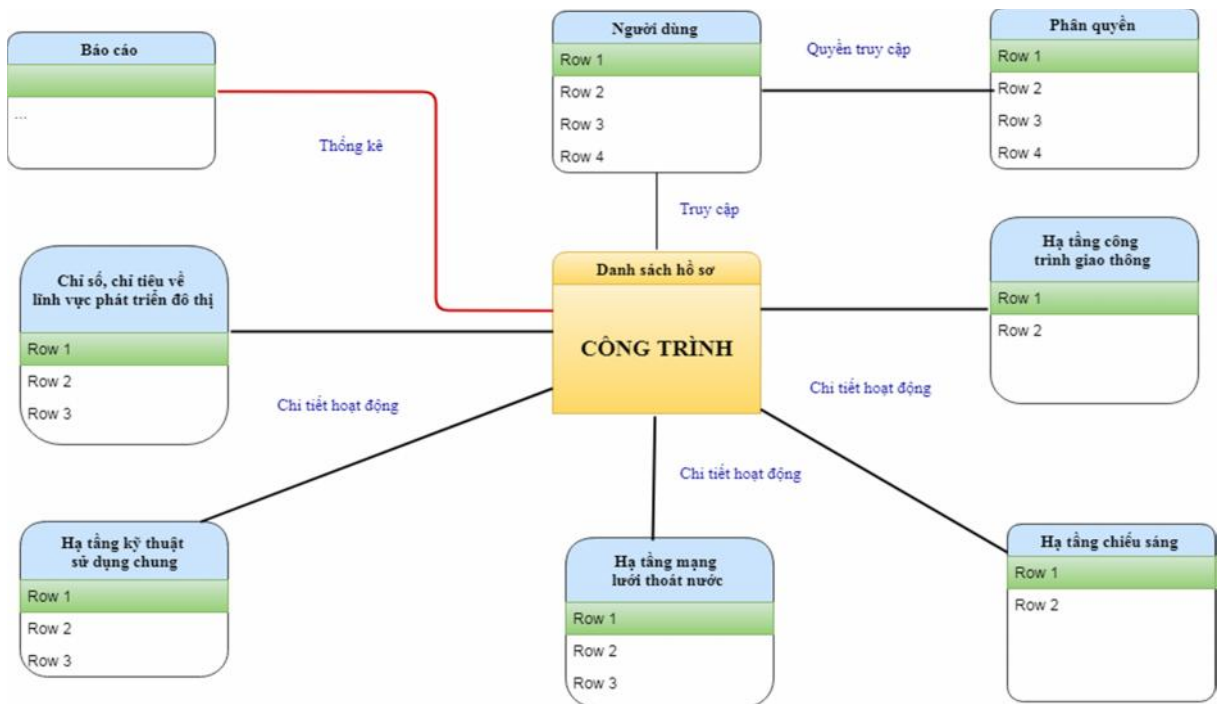 Báo cáo
...
Người dùng
Row 1
Row 2
Row 3
Row 4
Quyền truy cập
Phân quyền
Row 1
Row 2
Row 3
Row 4
Thống kê
Truy cập
Chỉ số, chỉ tiêu về
lĩnh vực phát triển đô thị
Row 1
Row 2
Row 3
Danh sách hồ sơ
CÔNG TRÌNH
Hạ tầng công
trình giao thông
Row 1
Row 2
Chi tiết hoạt động
Chi tiết hoạt động
Chi tiết hoạt động
Hạ tầng kỹ thuật
sử dụng chung
Row 1
Row 2
Row 3
Hạ tầng mạng
lưới thoát nước
Row 1
Row 2
Row 3
Hạ tầng chiếu sáng
Row 1
Row 2